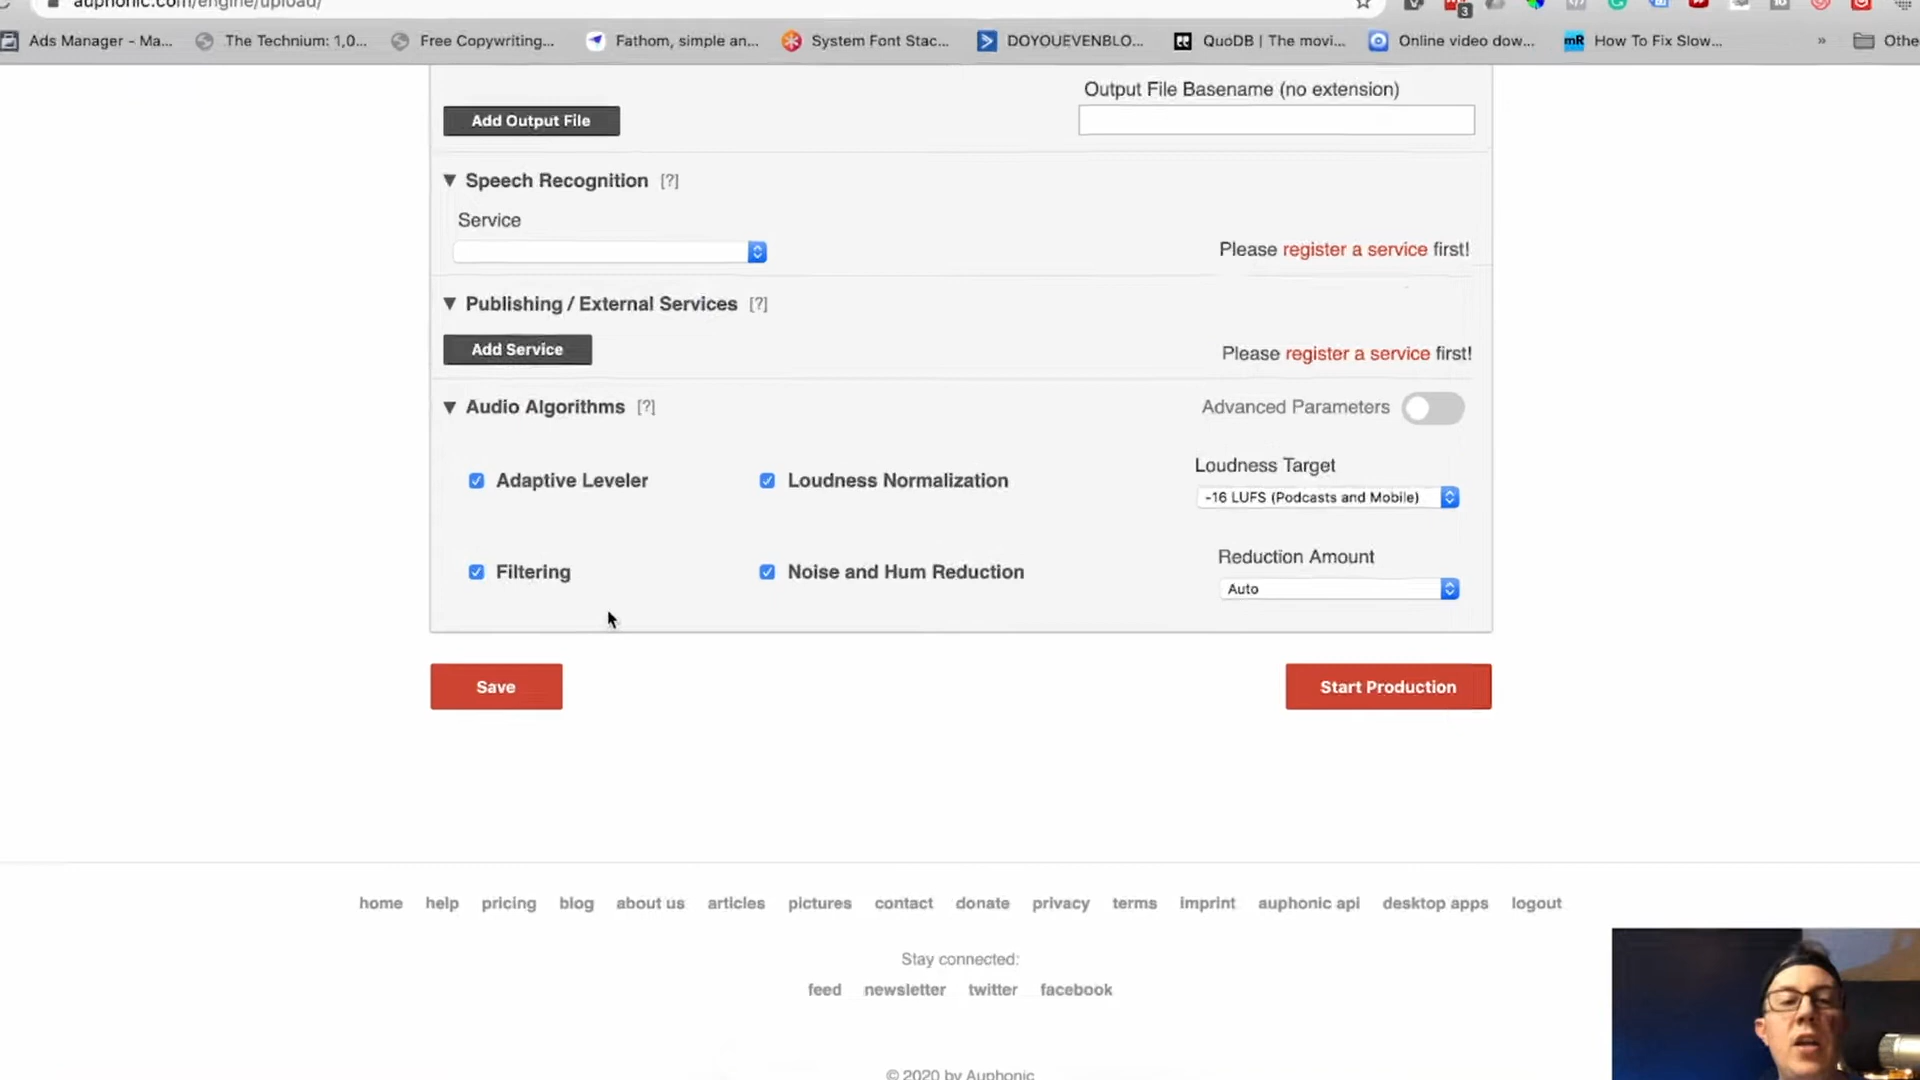 auphonic.com/engine/upload/
3
Ads Manager - Ma... The Technium: 1,0... Free Copywriting... Fathom, simple an... System Font Stac... DOYOUEVENBLO... QuoDB | The movi... Online video dow... mR How To Fix Slow... » Othe
Output File Basename (no extension)
Add Output File
▼ Speech Recognition [?]
Service
Please register a service first!
▼ Publishing / External Services [?]
Add Service
Please register a service first!
▼ Audio Algorithms [?] Advanced Parameters
Adaptive Leveler Loudness Normalization Loudness Target
-16 LUFS (Podcasts and Mobile)
Filtering Noise and Hum Reduction Reduction Amount
Auto
Save Start Production
home help pricing blog about us articles pictures contact donate privacy terms imprint auphonic api desktop apps logout
Stay connected:
feed newsletter twitter facebook
© 2020 by Auphonic